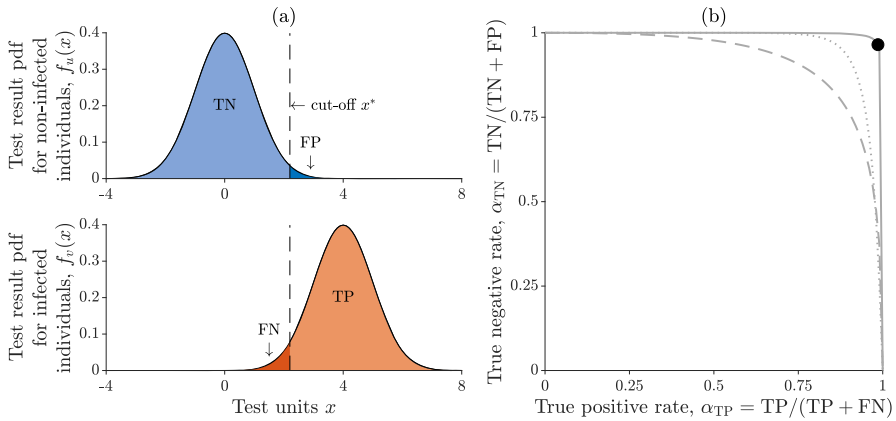 (a)
Test result pdf
for non-infected
individuals, f_u(x)
0.4
0.3
0.2
0.1
0
TN
← cut-off x*
FP
↓
-4
0
4
8
Test result pdf
for infected
individuals, f_v(x)
0.4
0.3
0.2
0.1
0
TP
FN
↓
-4
0
4
8
Test units x
(b)
True negative rate, α_TN = TN/(TN + FP)
1
0.75
0.5
0.25
0
0
0.25
0.5
0.75
1
True positive rate, α_TP = TP/(TP + FN)